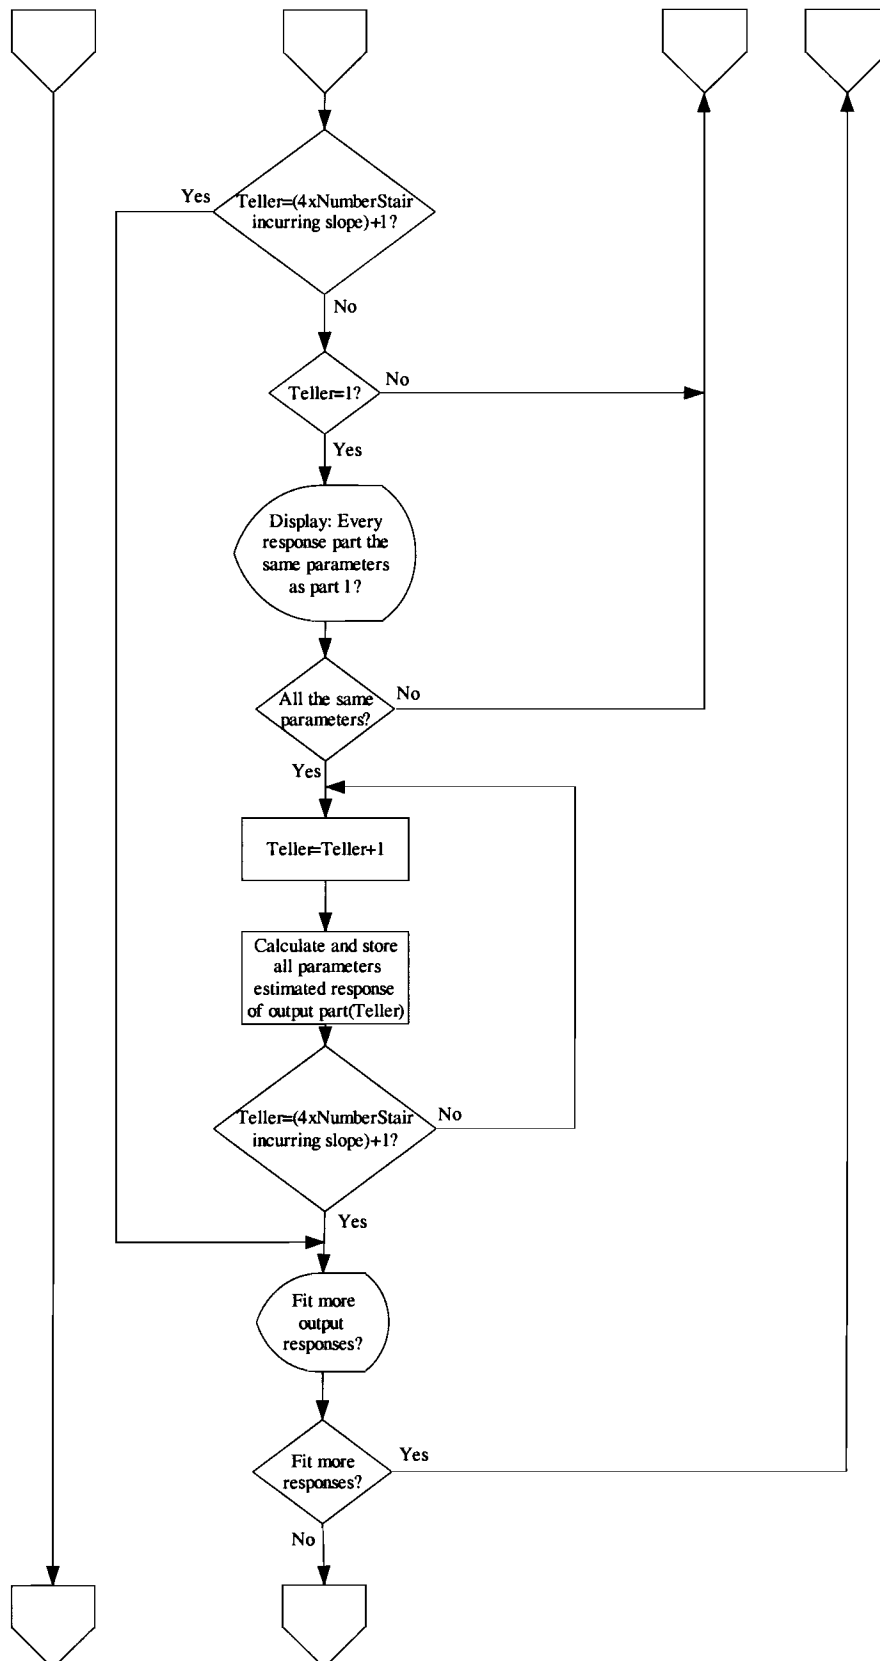 Yes
Teller=(4xNumberStair
incurring slope)+1?
No
Teller=1?
No
Yes
Display: Every
response part the
same parameters
as part 1?
All the same
parameters?
No
Yes
Teller=Teller+1
Calculate and store
all parameters
estimated response
of output part(Teller)
Teller=(4xNumberStair
incurring slope)+1?
No
Yes
Fit more
output
responses?
Fit more
responses?
Yes
No